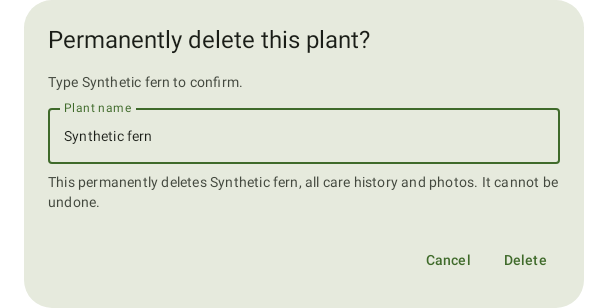 Permanently delete this plant?
Type Synthetic fern to confirm.
Plant name
Synthetic fern
This permanently deletes Synthetic fern, all care history and photos. It cannot be
undone.
Cancel Delete